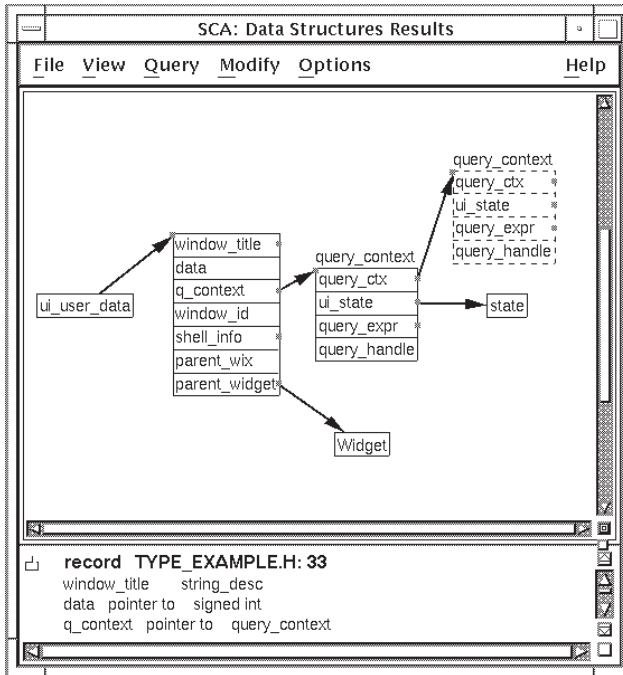 SCA: Data Structures Results
File View Query Modify Options Help
query_context
query_ctx
ui_state
query_expr
query_handle
window_title
data
q_context
window_id
shell_info
parent_wix
parent_widget
ui_user_data
query_context
query_ctx
ui_state
query_expr
query_handle
state
Widget
record TYPE_EXAMPLE.H: 33
window_title string_desc
data pointer to signed int
q_context pointer to query_context